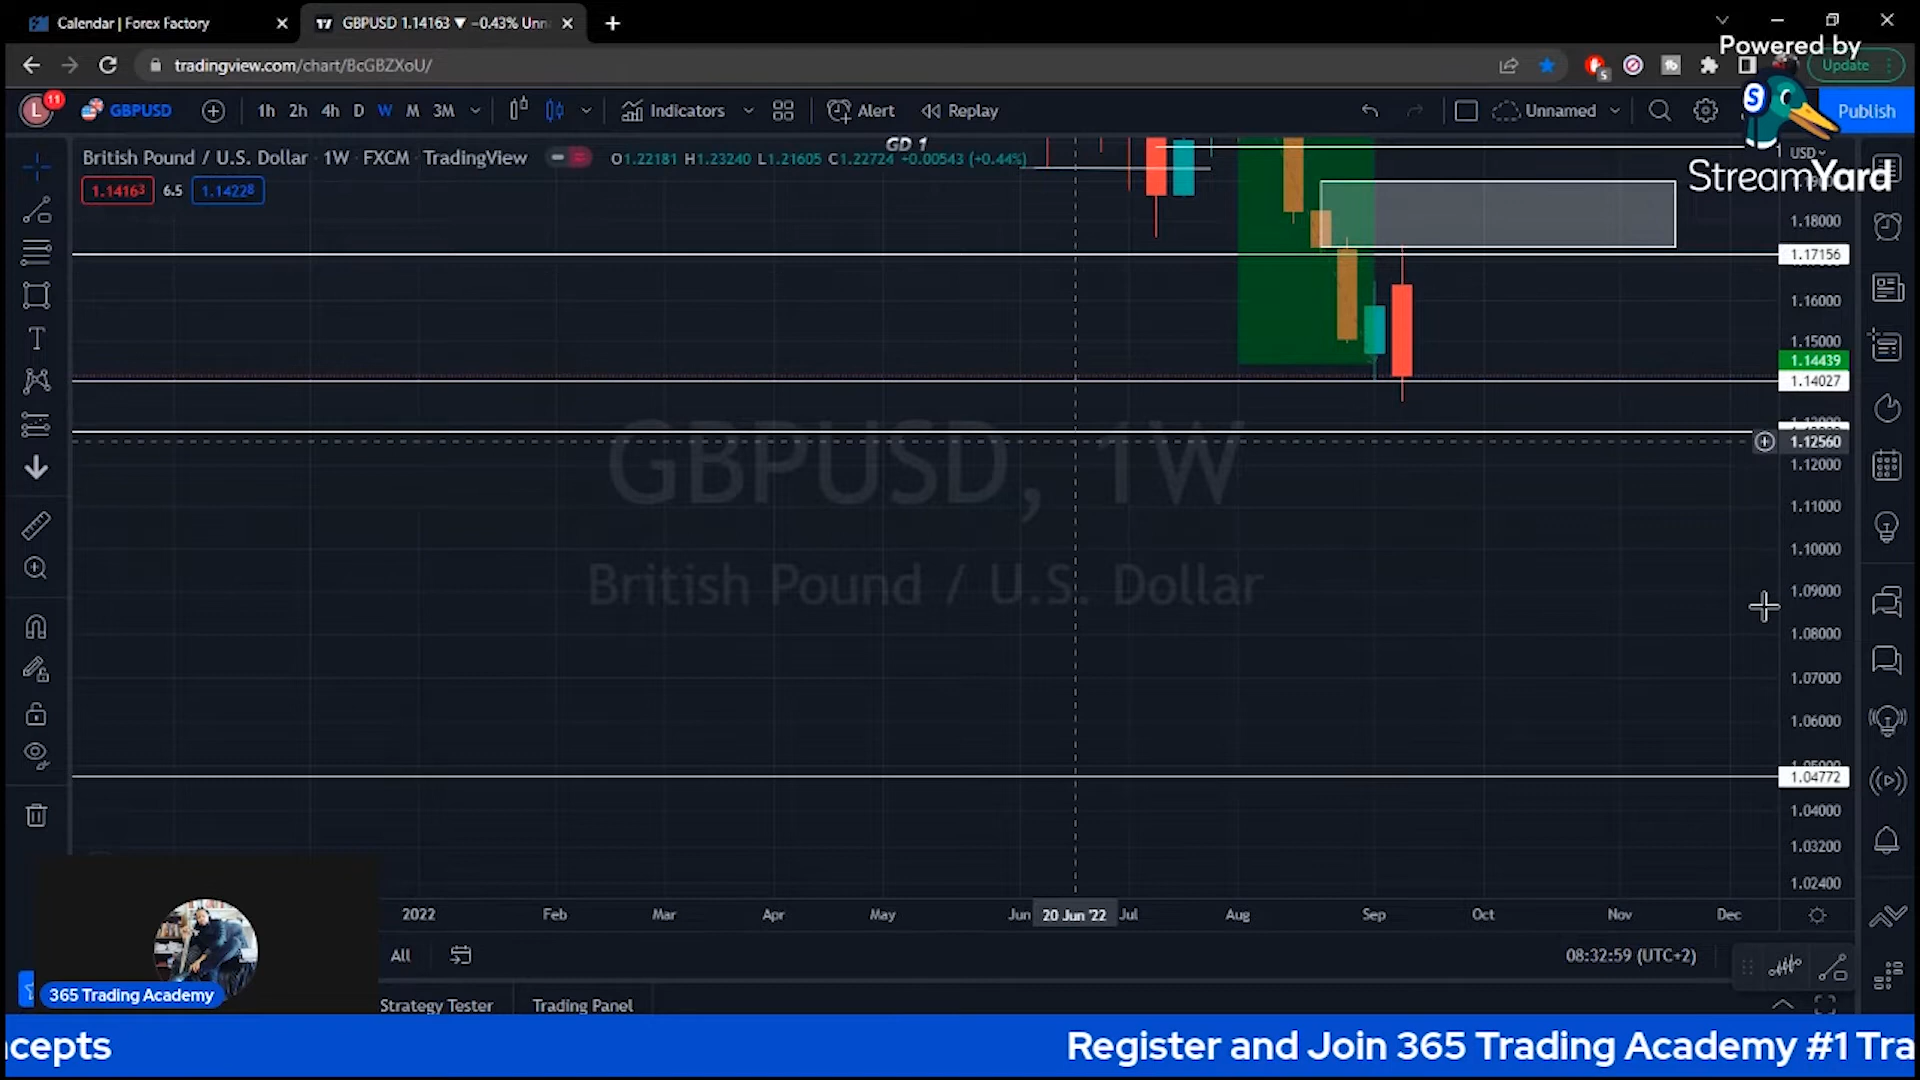 Calendar | Forex Factory
GBPUSD 1.14163 ▼ −0.43% Unn
Powered by
tradingview.com/chart/BcGBZXoU/
Update
L 11 GBPUSD 1h 2h 4h D W M 3M Indicators Alert Replay Unnamed Publish
StreamYard
GD 1
British Pound / U.S. Dollar · 1W · FXCM · TradingView O1.22181 H1.23240 L1.21605 C1.22724 +0.00543 (+0.44%)
USD
1.14163 6.5 1.14228
1.18000
1.17156
1.16000
1.15000
1.14439
1.14027
1.12560
1.12000
1.11000
1.10000
1.09000
1.08000
1.07000
1.06000
1.04772
1.04000
1.03200
1.02400
GBPUSD, 1W
British Pound / U.S. Dollar
2022 Feb Mar Apr May Jun 20 Jun '22 Jul Aug Sep Oct Nov Dec
All 08:32:59 (UTC+2)
365 Trading Academy
Strategy Tester Trading Panel
ncepts Register and Join 365 Trading Academy #1 Tra